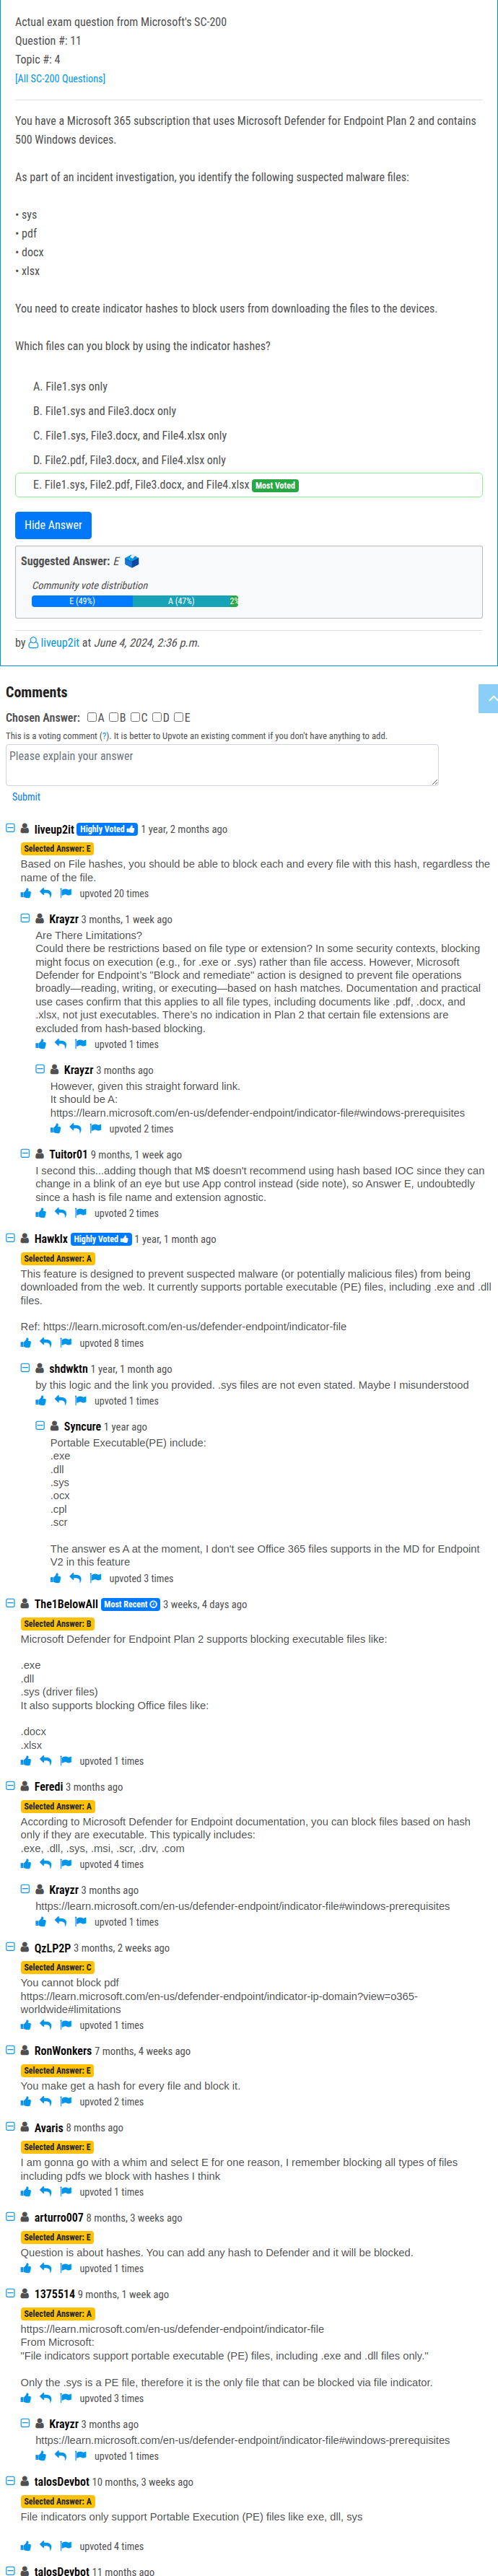 Actual exam question from Microsoft's SC-200
Question #: 11
Topic #: 4
[All SC-200 Questions]
You have a Microsoft 365 subscription that uses Microsoft Defender for Endpoint Plan 2 and contains
500 Windows devices.
As part of an incident investigation, you identify the following suspected malware files:
• sys
• pdf
• docx
• xlsx
You need to create indicator hashes to block users from downloading the files to the devices.
Which files can you block by using the indicator hashes?
A. File1.sys only
B. File1.sys and File3.docx only
C. File1.sys, File3.docx, and File4.xlsx only
D. File2.pdf, File3.docx, and File4.xlsx only
E. File1.sys, File2.pdf, File3.docx, and File4.xlsx Most Voted
Hide Answer
Suggested Answer: E
Community vote distribution
E (49%) A (47%) 2%
by liveup2it at June 4, 2024, 2:36 p.m.
Comments
Chosen Answer: A B C D E
This is a voting comment (?). It is better to Upvote an existing comment if you don't have anything to add.
Please explain your answer
Submit
liveup2it Highly Voted 1 year, 2 months ago
Selected Answer: E
Based on File hashes, you should be able to block each and every file with this hash, regardless the
name of the file.
upvoted 20 times
Krayzr 3 months, 1 week ago
Are There Limitations?
Could there be restrictions based on file type or extension? In some security contexts, blocking
might focus on execution (e.g., for .exe or .sys) rather than file access. However, Microsoft
Defender for Endpoint's "Block and remediate" action is designed to prevent file operations
broadly—reading, writing, or executing—based on hash matches. Documentation and practical
use cases confirm that this applies to all file types, including documents like .pdf, .docx, and
.xlsx, not just executables. There's no indication in Plan 2 that certain file extensions are
excluded from hash-based blocking.
upvoted 1 times
Krayzr 3 months ago
However, given this straight forward link.
It should be A:
https://learn.microsoft.com/en-us/defender-endpoint/indicator-file#windows-prerequisites
upvoted 2 times
Tuitor01 9 months, 1 week ago
I second this...adding though that M$ doesn't recommend using hash based IOC since they can
change in a blink of an eye but use App control instead (side note), so Answer E, undoubtedly
since a hash is file name and extension agnostic.
upvoted 2 times
Hawklx Highly Voted 1 year, 1 month ago
Selected Answer: A
This feature is designed to prevent suspected malware (or potentially malicious files) from being
downloaded from the web. It currently supports portable executable (PE) files, including .exe and .dll
files.
Ref: https://learn.microsoft.com/en-us/defender-endpoint/indicator-file
upvoted 8 times
shdwktn 1 year, 1 month ago
by this logic and the link you provided. .sys files are not even stated. Maybe I misunderstood
upvoted 1 times
Syncure 1 year ago
Portable Executable(PE) include:
.exe
.dll
.sys
.ocx
.cpl
.scr
The answer es A at the moment, I don't see Office 365 files supports in the MD for Endpoint
V2 in this feature
upvoted 3 times
The1BelowAll Most Recent 3 weeks, 4 days ago
Selected Answer: B
Microsoft Defender for Endpoint Plan 2 supports blocking executable files like:
.exe
.dll
.sys (driver files)
It also supports blocking Office files like:
.docx
.xlsx
upvoted 1 times
Feredi 3 months ago
Selected Answer: A
According to Microsoft Defender for Endpoint documentation, you can block files based on hash
only if they are executable. This typically includes:
.exe, .dll, .sys, .msi, .scr, .drv, .com
upvoted 4 times
Krayzr 3 months ago
https://learn.microsoft.com/en-us/defender-endpoint/indicator-file#windows-prerequisites
upvoted 1 times
QzLP2P 3 months, 2 weeks ago
Selected Answer: C
You cannot block pdf
https://learn.microsoft.com/en-us/defender-endpoint/indicator-ip-domain?view=o365-
worldwide#limitations
upvoted 1 times
RonWonkers 7 months, 4 weeks ago
Selected Answer: E
You make get a hash for every file and block it.
upvoted 2 times
Avaris 8 months ago
Selected Answer: E
I am gonna go with a whim and select E for one reason, I remember blocking all types of files
including pdfs we block with hashes I think
upvoted 1 times
arturro007 8 months, 3 weeks ago
Selected Answer: E
Question is about hashes. You can add any hash to Defender and it will be blocked.
upvoted 1 times
1375514 9 months, 1 week ago
Selected Answer: A
https://learn.microsoft.com/en-us/defender-endpoint/indicator-file
From Microsoft:
"File indicators support portable executable (PE) files, including .exe and .dll files only."
Only the .sys is a PE file, therefore it is the only file that can be blocked via file indicator.
upvoted 3 times
Krayzr 3 months ago
https://learn.microsoft.com/en-us/defender-endpoint/indicator-file#windows-prerequisites
upvoted 1 times
talosDevbot 10 months, 3 weeks ago
Selected Answer: A
File indicators only support Portable Execution (PE) files like exe, dll, sys
upvoted 4 times
talosDevbot 11 months ago